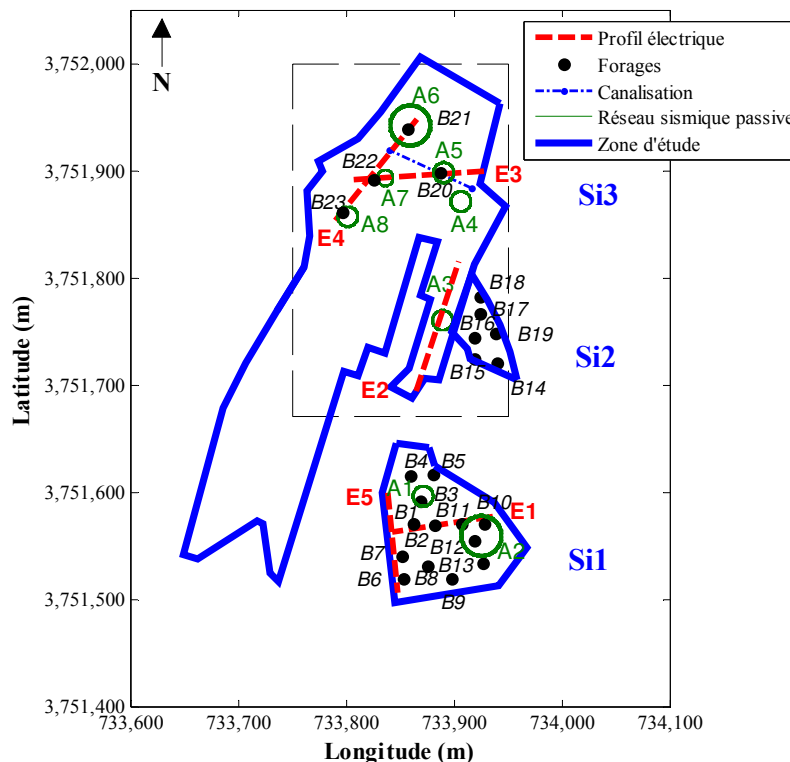 3,752,000
3,751,900
3,751,800
3,751,700
3,751,600
3,751,500
3,751,400
Latitude (m)
N
Profil électrique
Forages
Canalisation
Réseau sismique passive
Zone d'étude
A6
B21
B22
A5
E3
B20
A7
A4
B23
A8
E4
Si3
A3
B18
B17
B16
B19
B15
B14
E2
Si2
B4
B5
A1
B3
E5
B1
B11
B10
E1
B2
B12
A2
B7
B13
B6
B8
B9
Si1
733,600
733,700
733,800
733,900
734,000
734,100
Longitude (m)